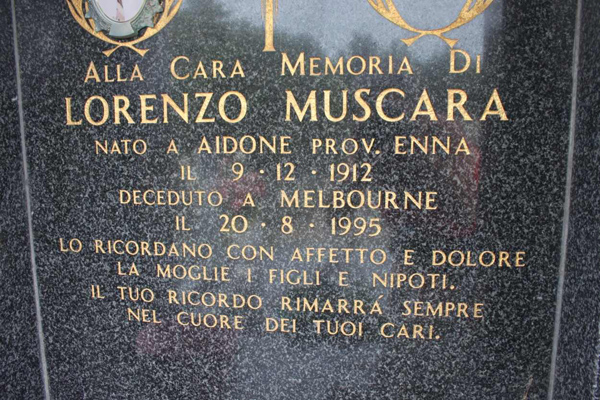 ALLA CARA MEMORIA DI
LORENZO MUSCARA
NATO A AIDONE PROV. ENNA
IL 9·12·1912
DECEDUTO A MELBOURNE
IL 20·8·1995
LO RICORDANO CON AFFETTO E DOLORE
LA MOGLIE I FIGLI E NIPOTI.
IL TUO RICORDO RIMARRÁ SEMPRE
NEL CUORE DEI TUOI CARI.